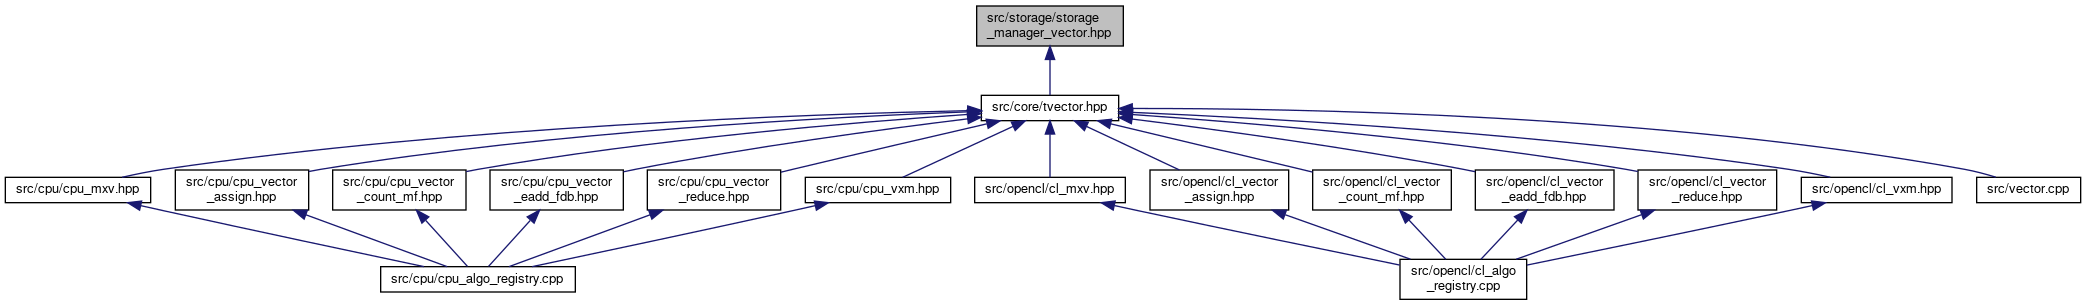 src/storage/storage
_manager_vector.hpp
src/core/tvector.hpp
src/cpu/cpu_mxv.hpp
src/cpu/cpu_vector
_assign.hpp
src/cpu/cpu_vector
_count_mf.hpp
src/cpu/cpu_vector
_eadd_fdb.hpp
src/cpu/cpu_vector
_reduce.hpp
src/cpu/cpu_vxm.hpp
src/opencl/cl_mxv.hpp
src/opencl/cl_vector
_assign.hpp
src/opencl/cl_vector
_count_mf.hpp
src/opencl/cl_vector
_eadd_fdb.hpp
src/opencl/cl_vector
_reduce.hpp
src/opencl/cl_vxm.hpp
src/vector.cpp
src/cpu/cpu_algo_registry.cpp
src/opencl/cl_algo
_registry.cpp